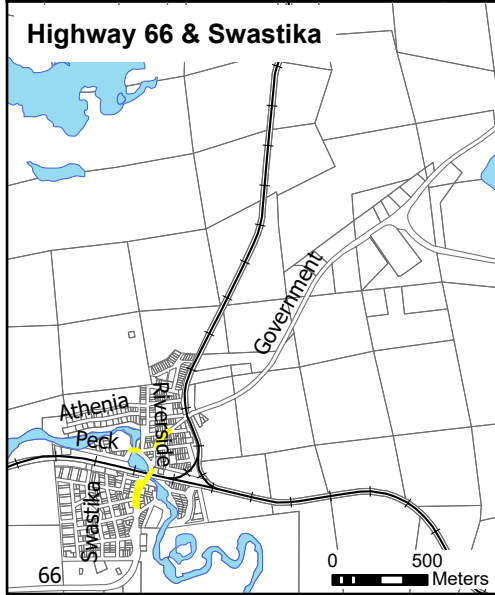 Highway 66 & Swastika
Government
Athenia
Riverside
Peck
Swastika
66
0 500
Meters